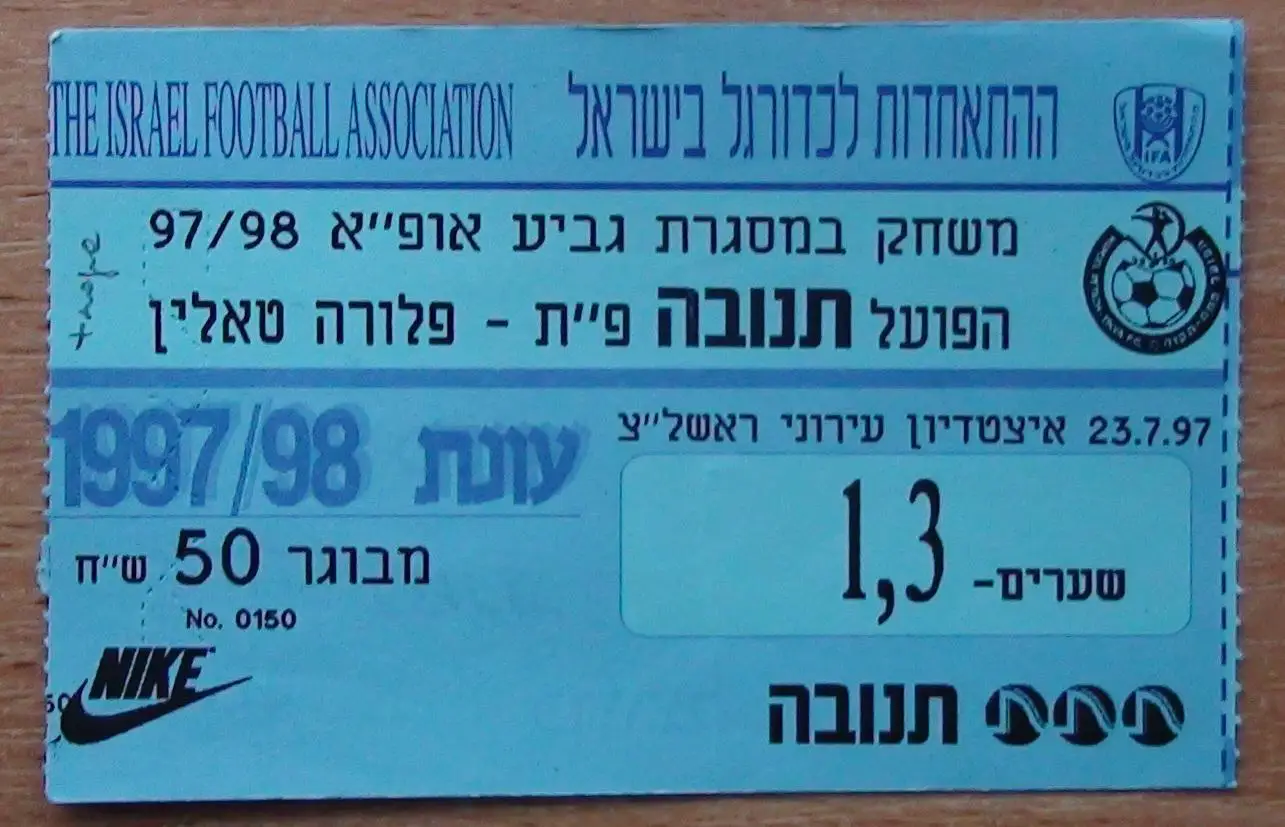 THE ISRAEL FOOTBALL ASSOCIATION ההתאחדות לכדורגל בישראל
IFA
משחק במסגרת גביע אופ"א 97/98
הפועל תנובה פ"ת - פלורה טאלין
23.7.97 איצטדיון עירוני ראשל"צ
עונת 1997/98
שערים- 1,3
מבוגר 50 ש"ח
No. 0150
NIKE
תנובה